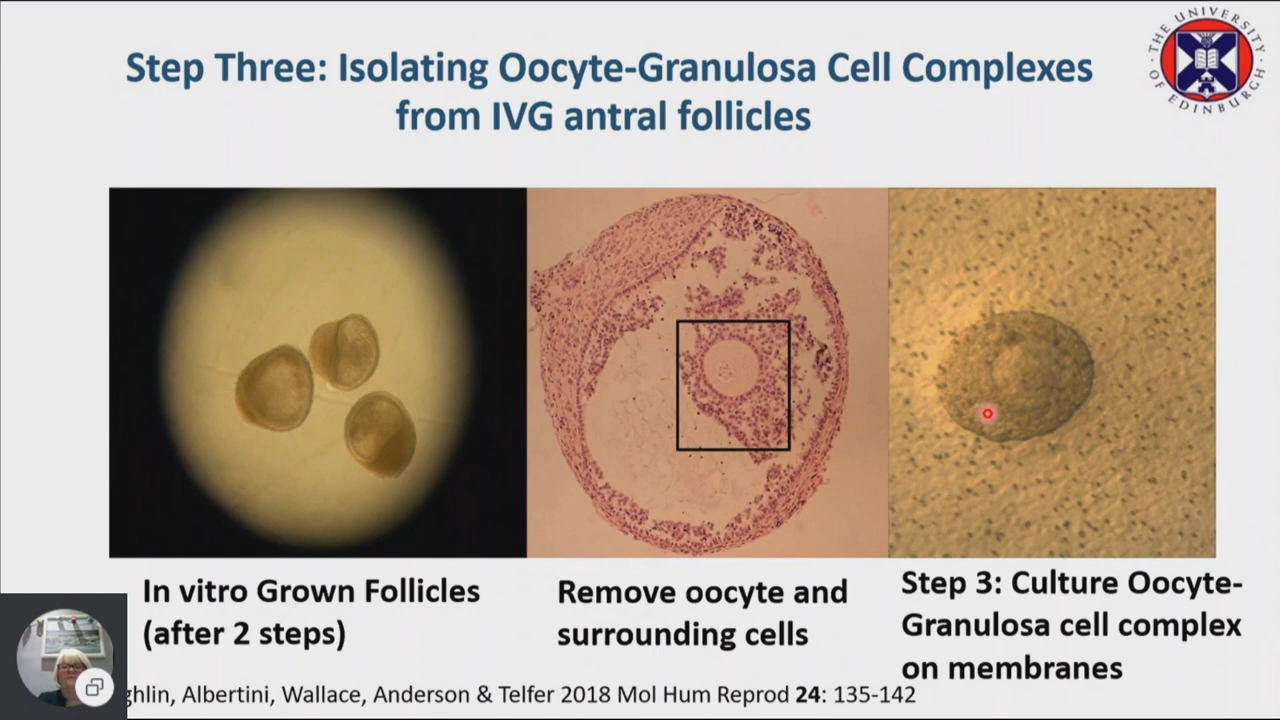 Step Three: Isolating Oocyte-Granulosa Cell Complexes
from IVG antral follicles
THE UNIVERSITY OF EDINBURGH
In vitro Grown Follicles
(after 2 steps)
Remove oocyte and
surrounding cells
Step 3: Culture Oocyte-
Granulosa cell complex
on membranes
ghlin, Albertini, Wallace, Anderson & Telfer 2018 Mol Hum Reprod 24: 135-142